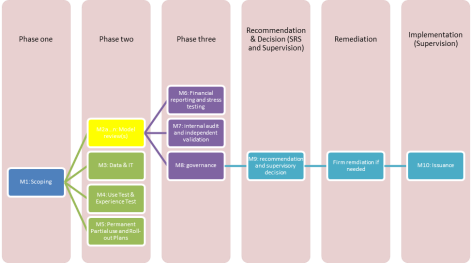 Phase one
Phase two
Phase three
Recommendation
& Decision (SRS
and Supervision)
Remediation
Implementation
(Supervision)
M1: Scoping
M3: Data & IT
M4: Use Test &
Experience Test
M5: Permanent
Partial use and Roll-
out Plans
M6: Financial
reporting and stress
testing
M7: internal audit
and independent
validation
M8: governance
M9: recommendation
and supervisory
decision
Firm remidiation if
needed
M10: Issuance